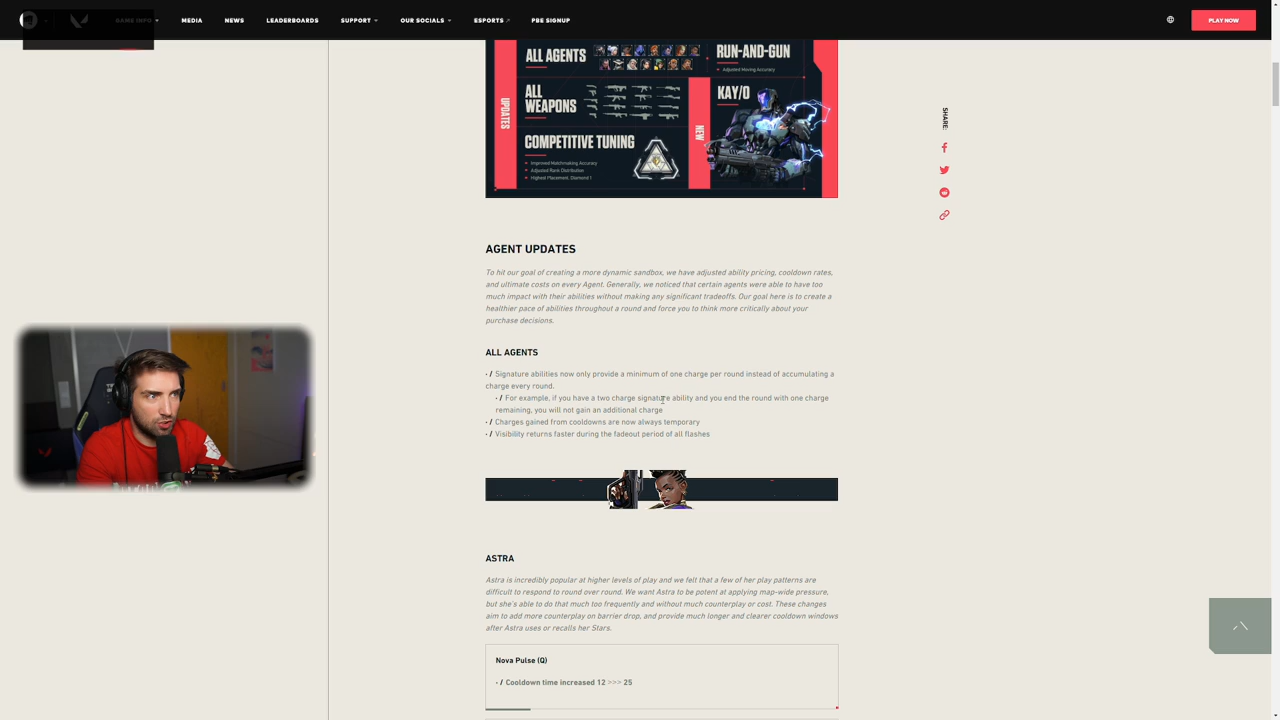 GAME INFO
MEDIA
NEWS
LEADERBOARDS
SUPPORT
OUR SOCIALS
ESPORTS
PBE SIGNUP
PLAY NOW
UPDATES
ALL AGENTS
RUN-AND-GUN
Adjusted Moving Accuracy
ALL
WEAPONS
NEW
KAY/O
COMPETITIVE TUNING
Improved Matchmaking Accuracy
Adjusted Rank Distribution
Highest Placement, Diamond 1
SHARE:
AGENT UPDATES
To hit our goal of creating a more dynamic sandbox, we have adjusted ability pricing, cooldown rates,
and ultimate costs on every Agent. Generally, we noticed that certain agents were able to have too
much impact with their abilities without making any significant tradeoffs. Our goal here is to create a
healthier pace of abilities throughout a round and force you to think more critically about your
purchase decisions.
ALL AGENTS
· / Signature abilities now only provide a minimum of one charge per round instead of accumulating a
charge every round.
· / For example, if you have a two charge signature ability and you end the round with one charge
remaining, you will not gain an additional charge
· / Charges gained from cooldowns are now always temporary
· / Visibility returns faster during the fadeout period of all flashes
ASTRA
Astra is incredibly popular at higher levels of play and we felt that a few of her play patterns are
difficult to respond to round over round. We want Astra to be potent at applying map-wide pressure,
but she's able to do that much too frequently and without much counterplay or cost. These changes
aim to add more counterplay on barrier drop, and provide much longer and clearer cooldown windows
after Astra uses or recalls her Stars.
Nova Pulse (Q)
· / Cooldown time increased 12 >>> 25